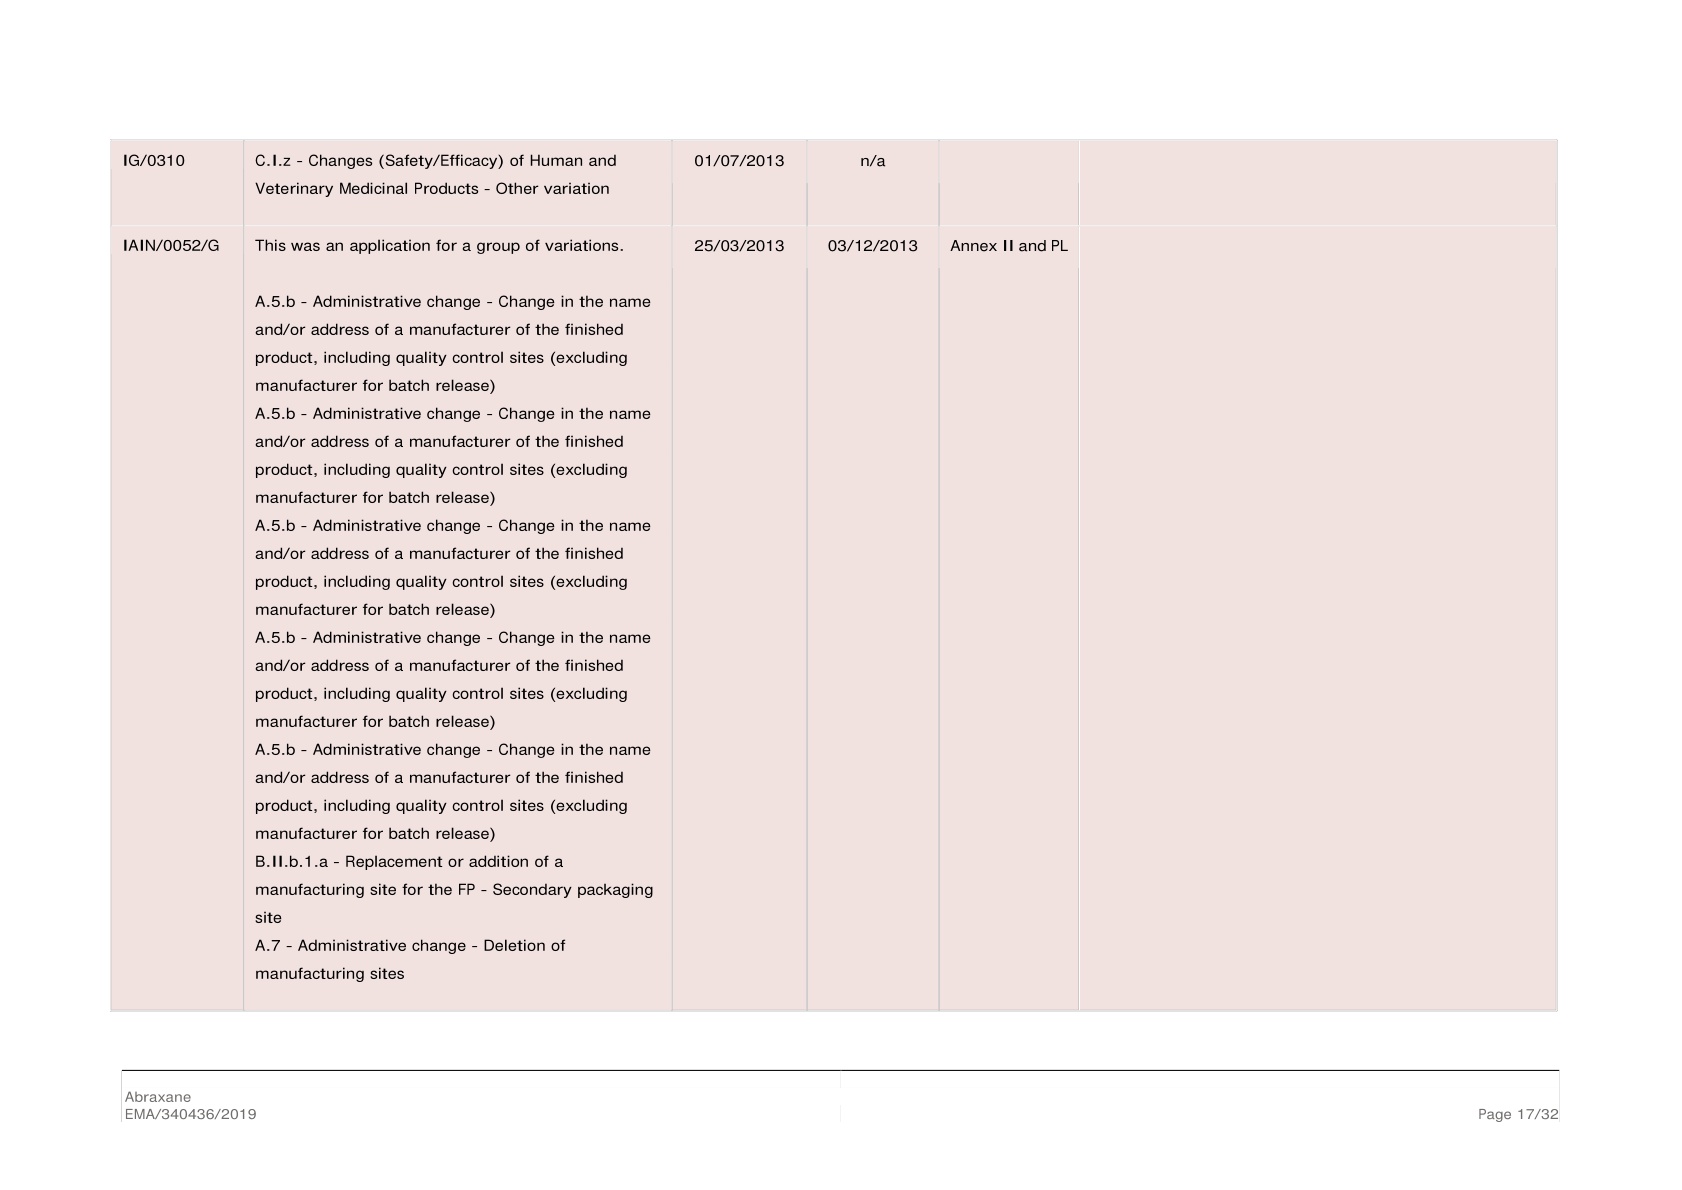 IG/0310 C.I.z - Changes (Safety/Efficacy) of Human and 01/07/2013 n/a
Veterinary Medicinal Products - Other variation
IAIN/0052/G This was an application for a group of variations. 25/03/2013 03/12/2013 Annex II and PL
A.5.b - Administrative change - Change in the name
and/or address of a manufacturer of the finished
product, including quality control sites (excluding
manufacturer for batch release)
A.5.b - Administrative change - Change in the name
and/or address of a manufacturer of the finished
product, including quality control sites (excluding
manufacturer for batch release)
A.5.b - Administrative change - Change in the name
and/or address of a manufacturer of the finished
product, including quality control sites (excluding
manufacturer for batch release)
A.5.b - Administrative change - Change in the name
and/or address of a manufacturer of the finished
product, including quality control sites (excluding
manufacturer for batch release)
A.5.b - Administrative change - Change in the name
and/or address of a manufacturer of the finished
product, including quality control sites (excluding
manufacturer for batch release)
B.II.b.1.a - Replacement or addition of a
manufacturing site for the FP - Secondary packaging
site
A.7 - Administrative change - Deletion of
manufacturing sites
Abraxane
EMA/340436/2019 Page 17/32